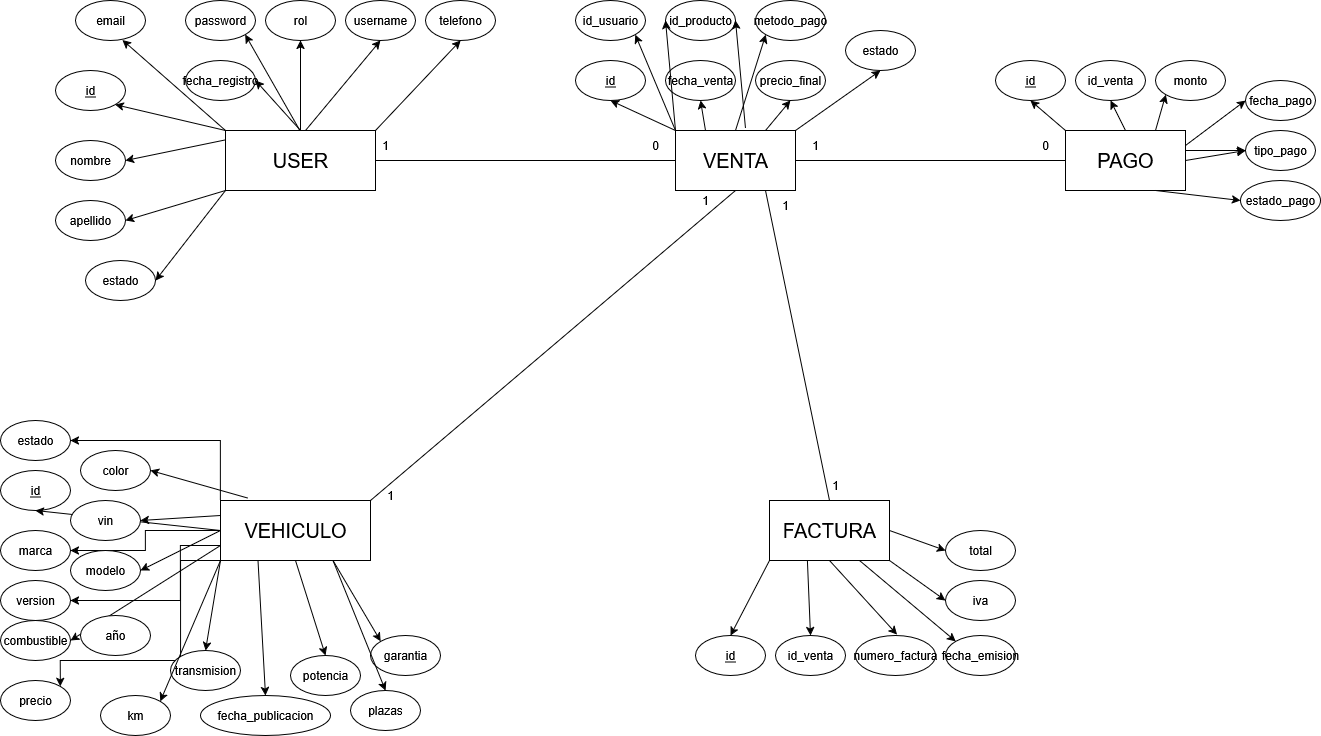 email
password
rol
username
telefono
id_usuario
id_producto
metodo_pago
estado
id
fecha_registro
id
fecha_venta
precio_final
id
id_venta
monto
fecha_pago
nombre
USER
1
0
VENTA
1
0
PAGO
tipo_pago
apellido
1
1
estado_pago
estado
estado
color
id
1
1
vin
marca
modelo
VEHICULO
FACTURA
total
version
iva
combustible
año
transmision
garantia
id
id_venta
numero_factura
fecha_emision
precio
km
fecha_publicacion
potencia
plazas